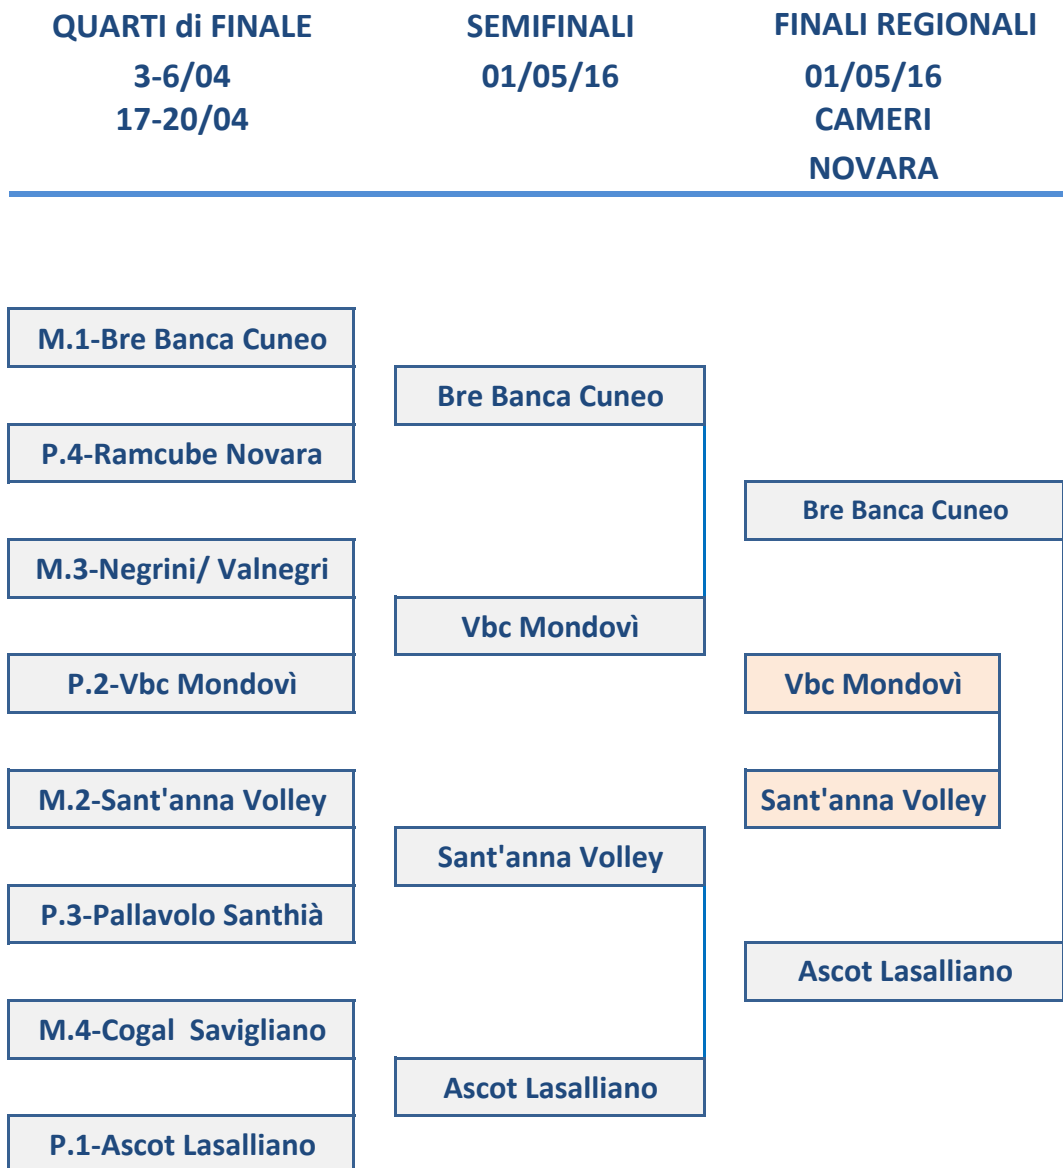 QUARTI di FINALE
3-6/04
17-20/04
SEMIFINALI
01/05/16
FINALI REGIONALI
01/05/16
CAMERI
NOVARA
M.1-Bre Banca Cuneo
P.4-Ramcube Novara
M.3-Negrini/ Valnegri
P.2-Vbc Mondovì
M.2-Sant'anna Volley
P.3-Pallavolo Santhià
M.4-Cogal  Savigliano
P.1-Ascot Lasalliano
Bre Banca Cuneo
Vbc Mondovì
Sant'anna Volley
Ascot Lasalliano
Bre Banca Cuneo
Vbc Mondovì
Sant'anna Volley
Ascot Lasalliano